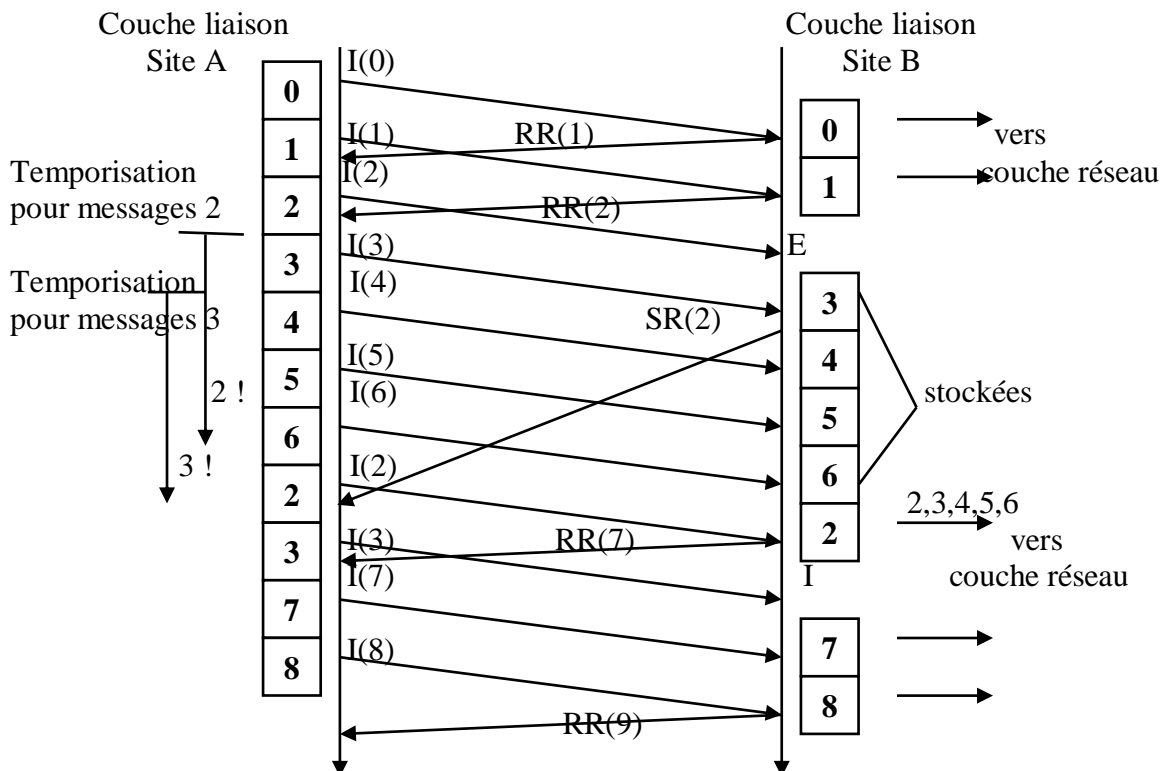 Couche liaison
Site A
Couche liaison
Site B
I(0)
0
0
vers
I(1)
RR(1)
1
1
couche réseau
I(2)
Temporisation
pour messages 2
2
RR(2)
E
I(3)
3
Temporisation
pour messages 3
I(4)
3
SR(2)
4
4
I(5)
5
2 !
I(6)
5
stockées
6
3 !
I(2)
6
2
2,3,4,5,6
2
vers
I(3)
RR(7)
3
I
couche réseau
I(7)
7
7
I(8)
8
8
RR(9)